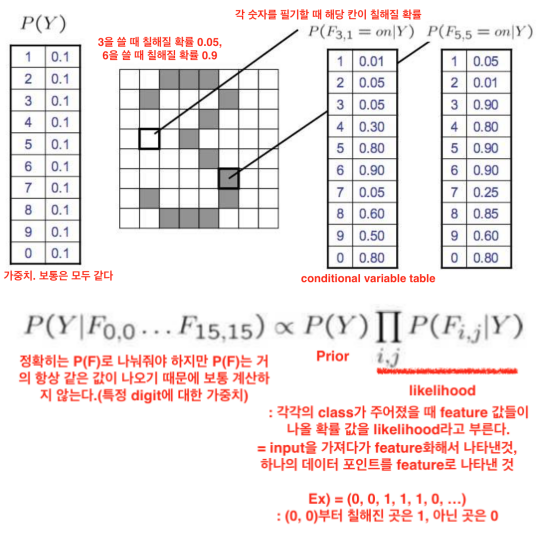 P(Y)
각 숫자를 필기할 때 해당 칸이 칠해질 확률
3을 쓸 때 칠해질 확률 0.05,
6을 쓸 때 칠해질 확률 0.9
P(F_{3,1} = on|Y)
P(F_{5,5} = on|Y)
1 0.1
2 0.1
3 0.1
4 0.1
5 0.1
6 0.1
7 0.1
8 0.1
9 0.1
0 0.1
1 0.01
2 0.05
3 0.05
4 0.30
5 0.80
6 0.90
7 0.05
8 0.60
9 0.50
0 0.80
1 0.05
2 0.01
3 0.90
4 0.80
5 0.90
6 0.90
7 0.25
8 0.85
9 0.60
0 0.80
가중치. 보통은 모두 같다
conditional variable table
P(Y|F_{0,0} ... F_{15,15}) ∝ P(Y) ∏_{i,j} P(F_{i,j}|Y)
정확히는 P(F)로 나눠줘야 하지만 P(F)는 거
의 항상 같은 값이 나오기 때문에 보통 계산하
지 않는다.(특정 digit에 대한 가중치)
Prior
likelihood
: 각각의 class가 주어졌을 때 feature 값들이
나올 확률 값을 likelihood라고 부른다.
= input을 가져다가 feature화해서 나타낸것,
하나의 데이터 포인트를 feature로 나타낸 것
Ex) = (0, 0, 1, 1, 1, 0, ...)
: (0, 0)부터 칠해진 곳은 1, 아닌 곳은 0